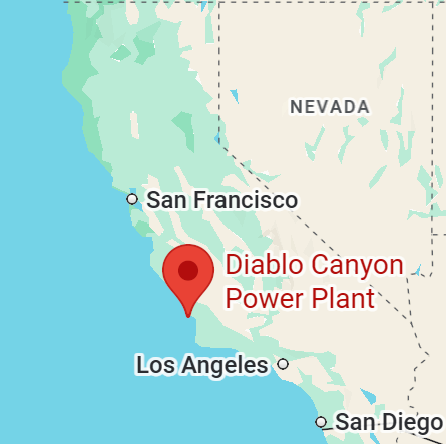 NEVADA
San Francisco
Diablo Canyon
Power Plant
Los Angeles
San Diego